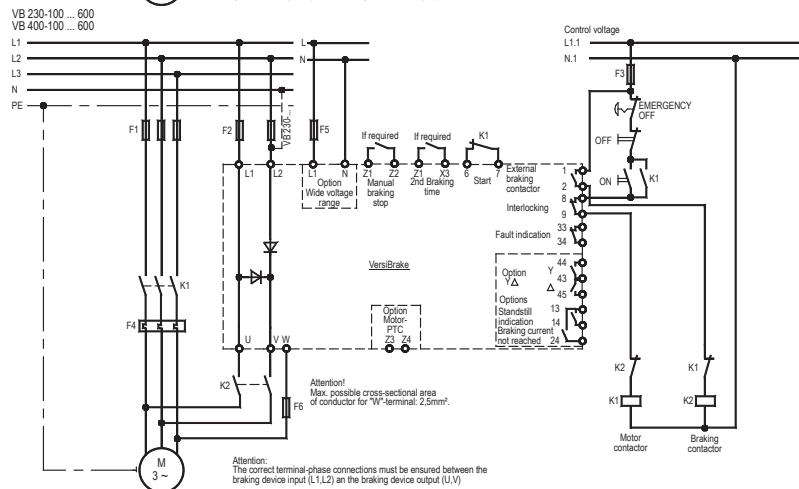 VB 230-100 ... 600
VB 400-100 ... 600
Control voltage
L1
L2
L3
N
PE
L
N
L1.1
N.1
F1
F2
VB 230-...
F5
F3
EMERGENCY
OFF
OFF
ON
K1
If required
If required
K1
L1
L2
L1
N
Z1
Z2
Z1
X3
6
7
Option
Wide voltage
range
Manual
braking
stop
2nd Braking
time
Start
External
braking
contactor
1
2
8
Interlocking
9
33
Fault indication
34
VersiBrake
Option
Y△
44
Y
43
△
45
Options
Standstill
indication
13
14
Braking current
not reached
24
Option
Motor-
PTC
Z3
Z4
K1
F4
U
V
W
K2
F6
Attention!
Max. possible cross-sectional area
of conductor for "W"-terminal: 2,5mm².
K2
K1
K1
K2
Motor
contactor
Braking
contactor
M
3 ~
Attention:
The correct terminal-phase connections must be ensured between the
braking device input (L1,L2) an the braking device output (U,V)